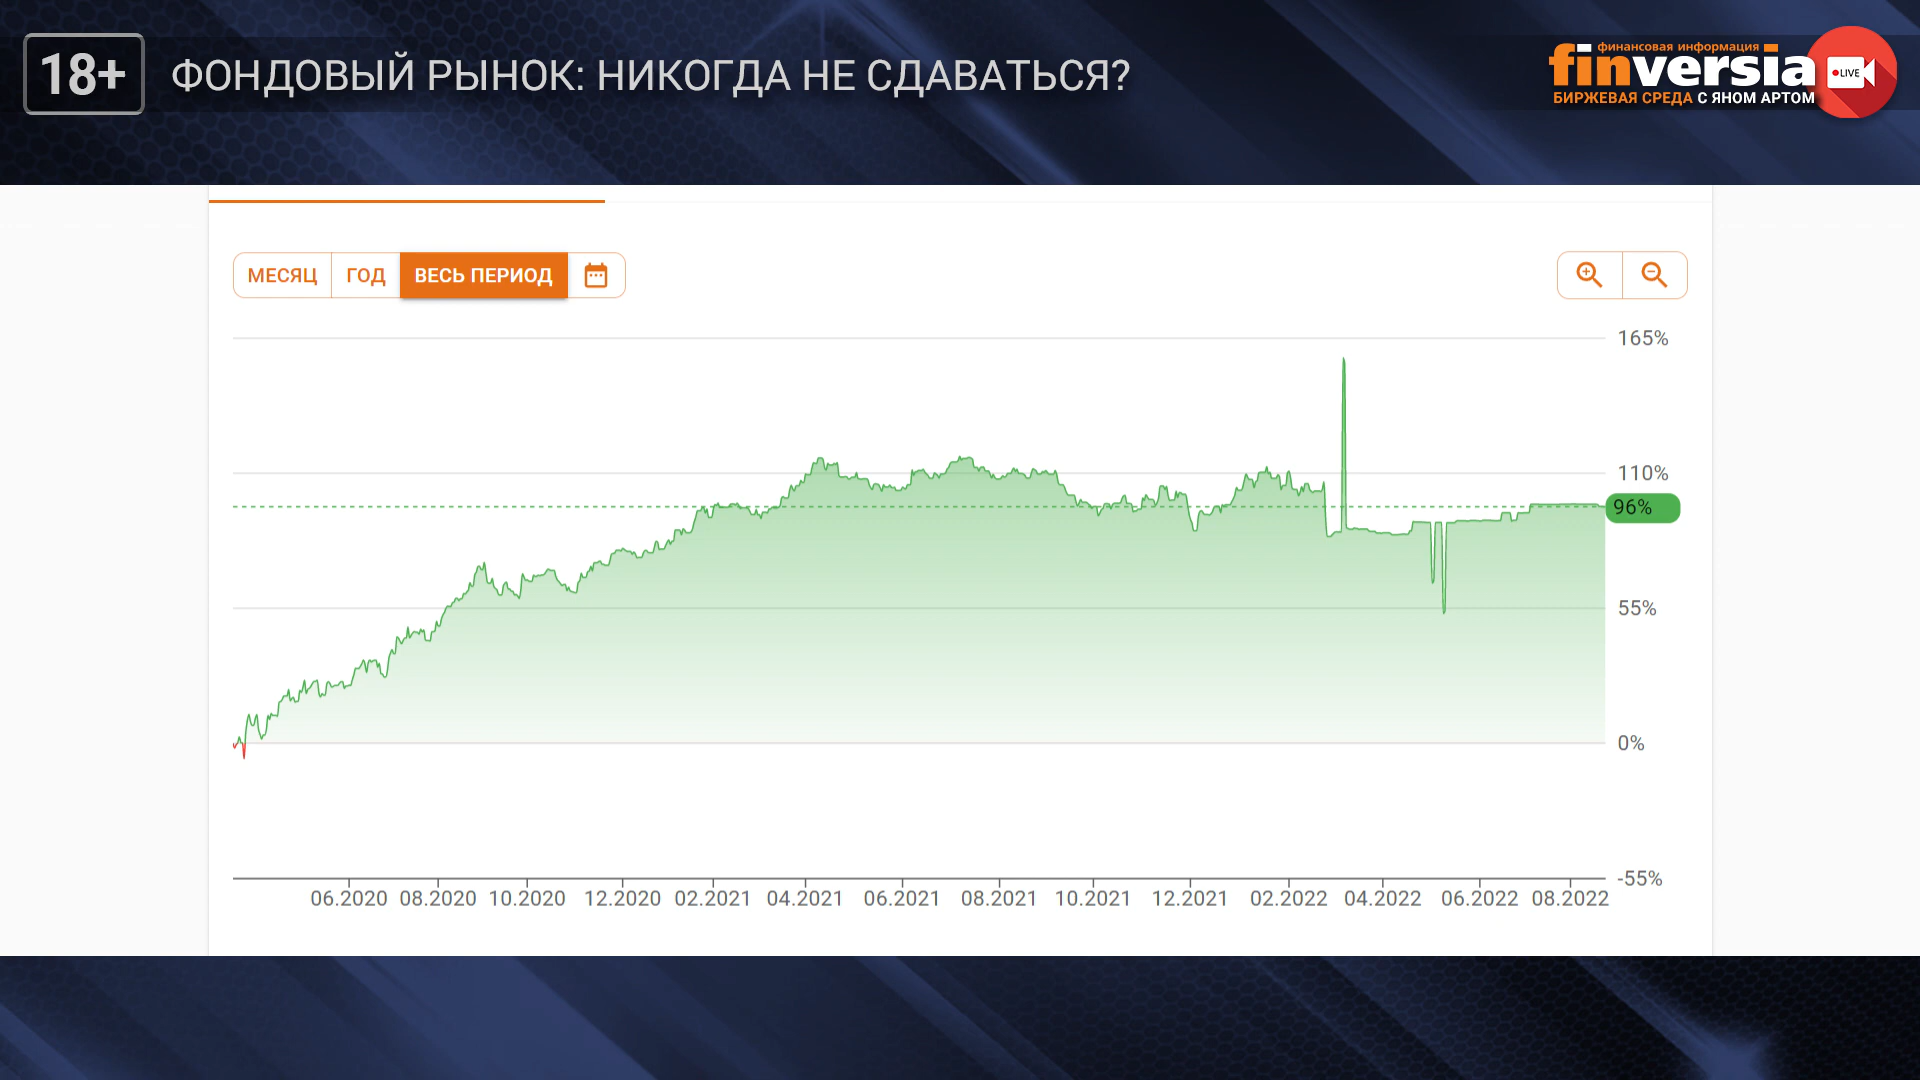 18+
ФОНДОВЫЙ РЫНОК: НИКОГДА НЕ СДАВАТЬСЯ?
финансовая информация
finversia
LIVE
БИРЖЕВАЯ СРЕДА С ЯНОМ АРТОМ
МЕСЯЦ ГОД ВЕСЬ ПЕРИОД
165%
110%
96%
55%
0%
-55%
06.2020 08.2020 10.2020 12.2020 02.2021 04.2021 06.2021 08.2021 10.2021 12.2021 02.2022 04.2022 06.2022 08.2022